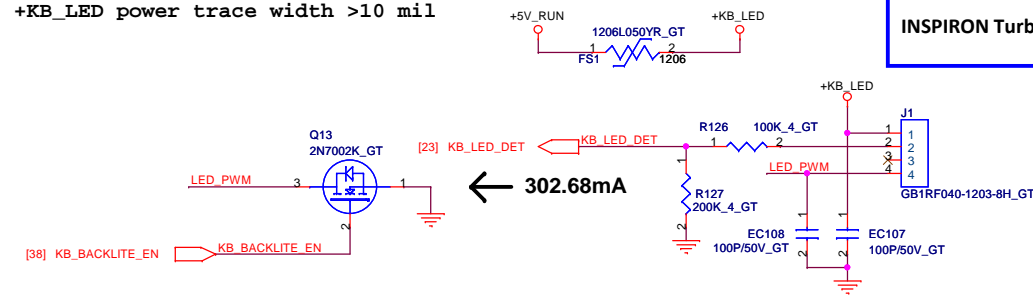 +KB_LED power trace width >10 mil
+5V_RUN
1206L050YR_GT
+KB_LED
1
2
FS1
1206
INSPIRON Turb
+KB_LED
J1
Q13
2N7002K_GT
[23] KB_LED_DET
KB_LED_DET
R126
100K_4_GT
1
2
1
2
3
4
1
2
3
4
LED_PWM
GB1RF040-1203-8H_GT
LED_PWM
3
1
302.68mA
1
R127
200K_4_GT
2
2
[38] KB_BACKLITE_EN
KB_BACKLITE_EN
1
1
EC108
100P/50V_GT
EC107
100P/50V_GT
2
2